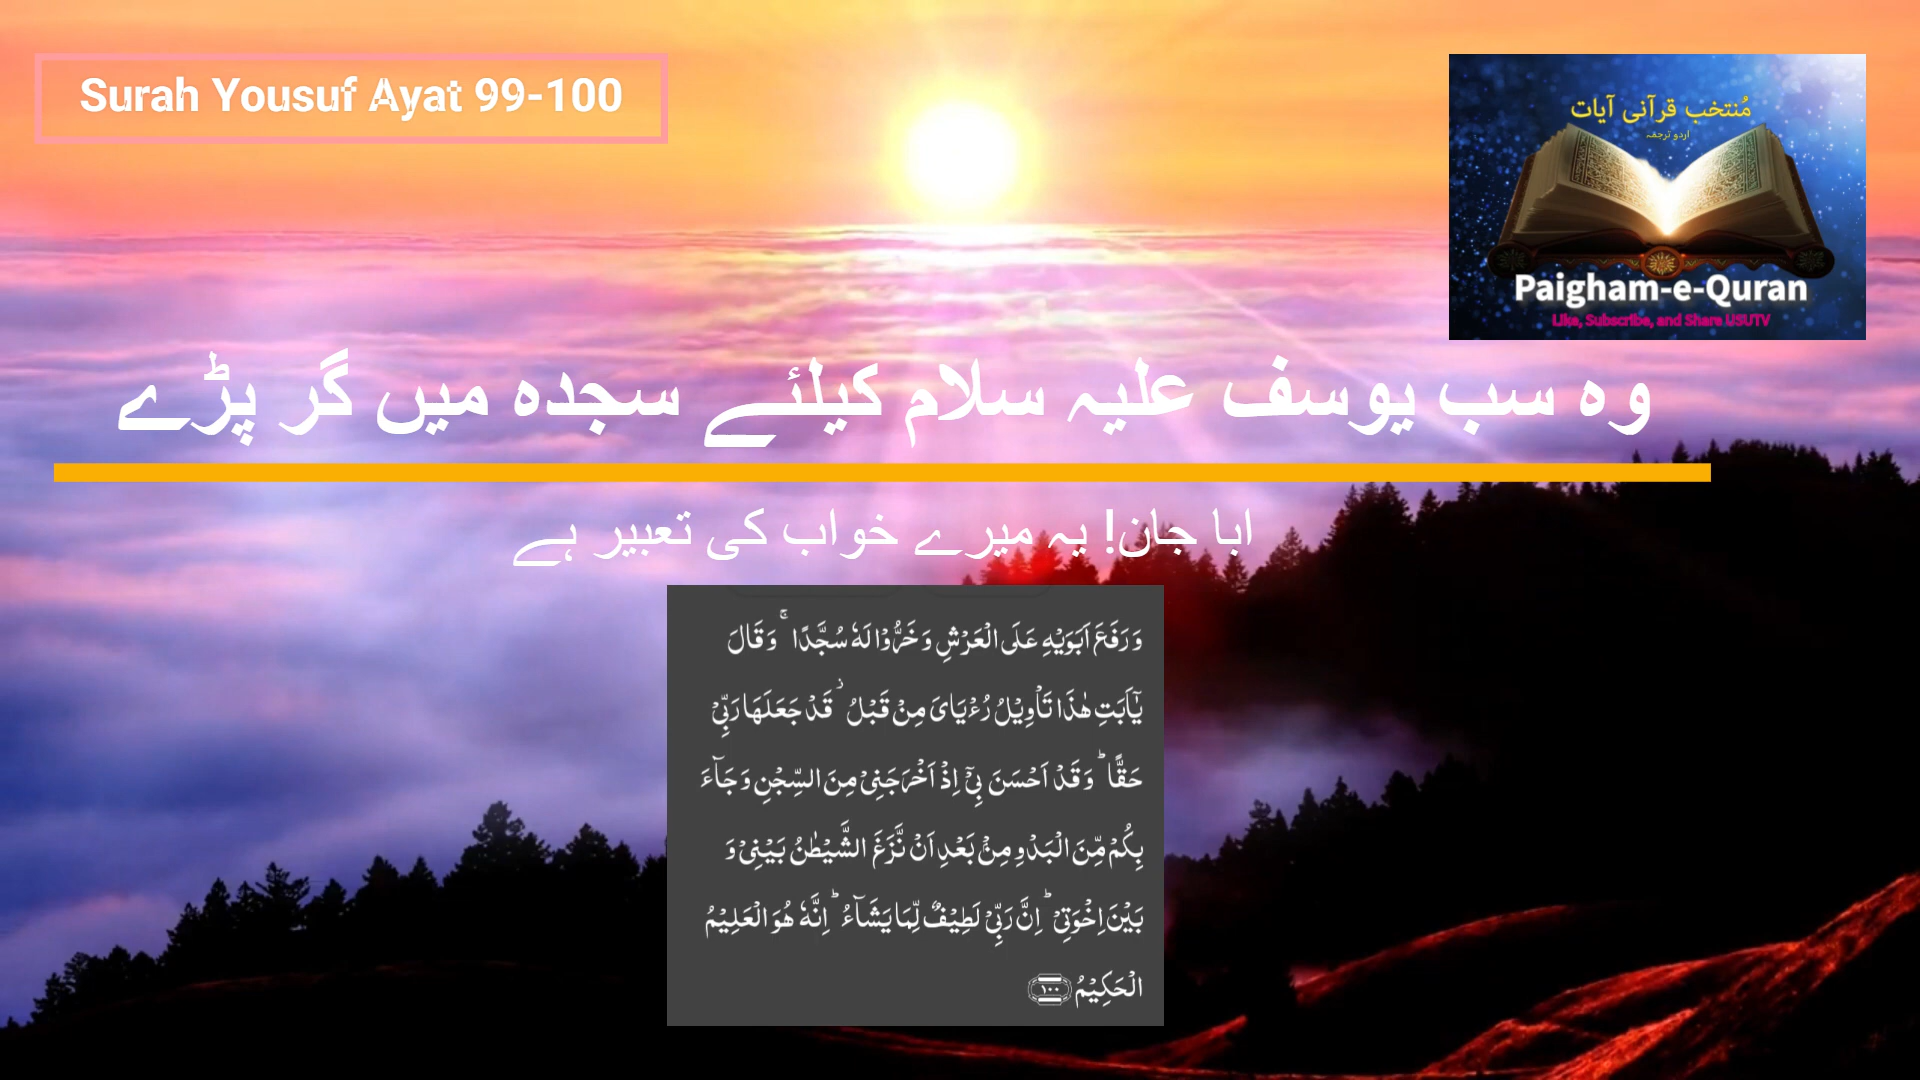 Surah Yousuf Ayat 99-100
مُنتخب قرآنی آیات
اردو ترجمہ
Paigham-e-Quran
Like, Subscribe, and Share USUTV
وہ سب یوسف علیہ سلام کیلئے سجدہ میں گر پڑے
ابا جان! یہ میرے خواب کی تعبیر ہے
وَ رَفَعَ اَبَوَیْهِ عَلَی الْعَرْشِ وَ خَرُّوْا لَهٗ سُجَّدًا ۚ وَ قَالَ
یٰۤاَبَتِ هٰذَا تَاْوِیْلُ رُءْیَایَ مِنْ قَبْلُ ؗ قَدْ جَعَلَهَا رَبِّیْ
حَقًّا ؕ وَ قَدْ اَحْسَنَ بِیْۤ اِذْ اَخْرَجَنِیْ مِنَ السِّجْنِ وَ جَآءَ
بِكُمْ مِّنَ الْبَدْوِ مِنْۢ بَعْدِ اَنْ نَّزَغَ الشَّیْطٰنُ بَیْنِیْ وَ
بَیْنَ اِخْوَتِیْ ؕ اِنَّ رَبِّیْ لَطِیْفٌ لِّمَا یَشَآءُ ؕ اِنَّهٗ هُوَ الْعَلِیْمُ
الْحَكِیْمُ ۱۰۰